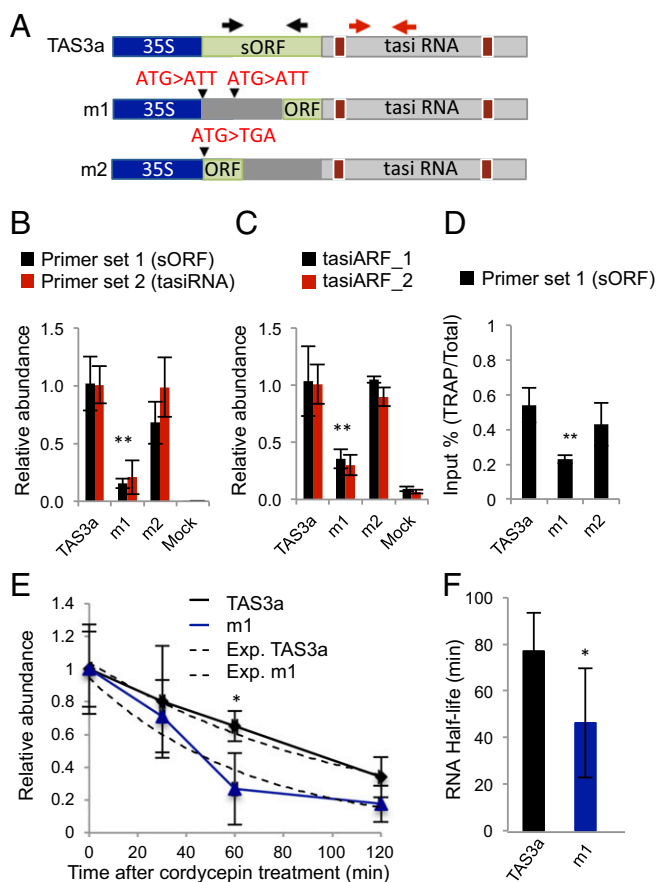 A
TAS3a 35S sORF tasi RNA
ATG>ATT ATG>ATT
m1 35S ORF tasi RNA
ATG>TGA
m2 35S ORF tasi RNA
B
Primer set 1 (sORF)
Primer set 2 (tasiRNA)
Relative abundance
1.5
1.0
0.5
0.0
**
TAS3a m1 m2 Mock
C
tasiARF_1
tasiARF_2
Relative abundance
1.5
1.0
0.5
0.0
**
TAS3a m1 m2 Mock
D
Primer set 1 (sORF)
Input % (TRAP/Total)
1
0.8
0.6
0.4
0.2
0
**
TAS3a m1 m2
E
TAS3a
m1
Exp. TAS3a
Exp. m1
Relative abundance
1.4
1.2
1
0.8
0.6
0.4
0.2
0
*
0 20 40 60 80 100 120
Time after cordycepin treatment (min)
F
RNA Half-life (min)
100
80
60
40
20
0
*
TAS3a m1